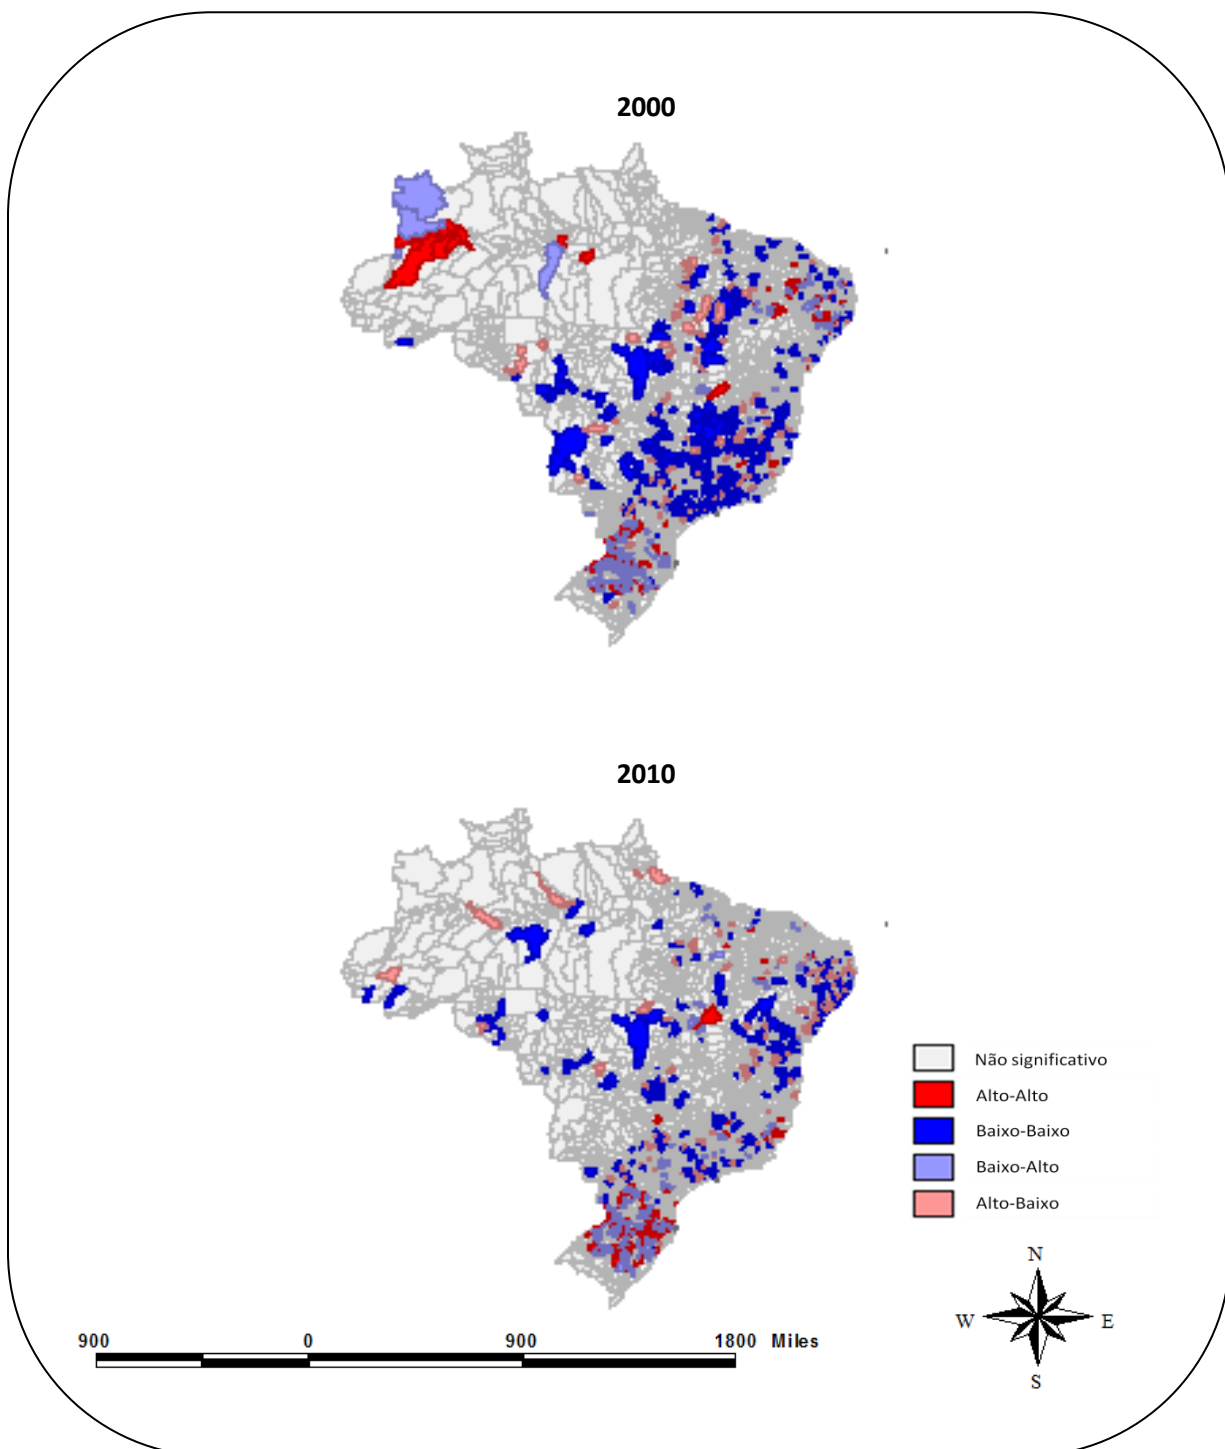 2000
2010
Não significativo
Alto-Alto
Baixo-Baixo
Baixo-Alto
Alto-Baixo
N
W E
S
900 0 900 1800 Miles